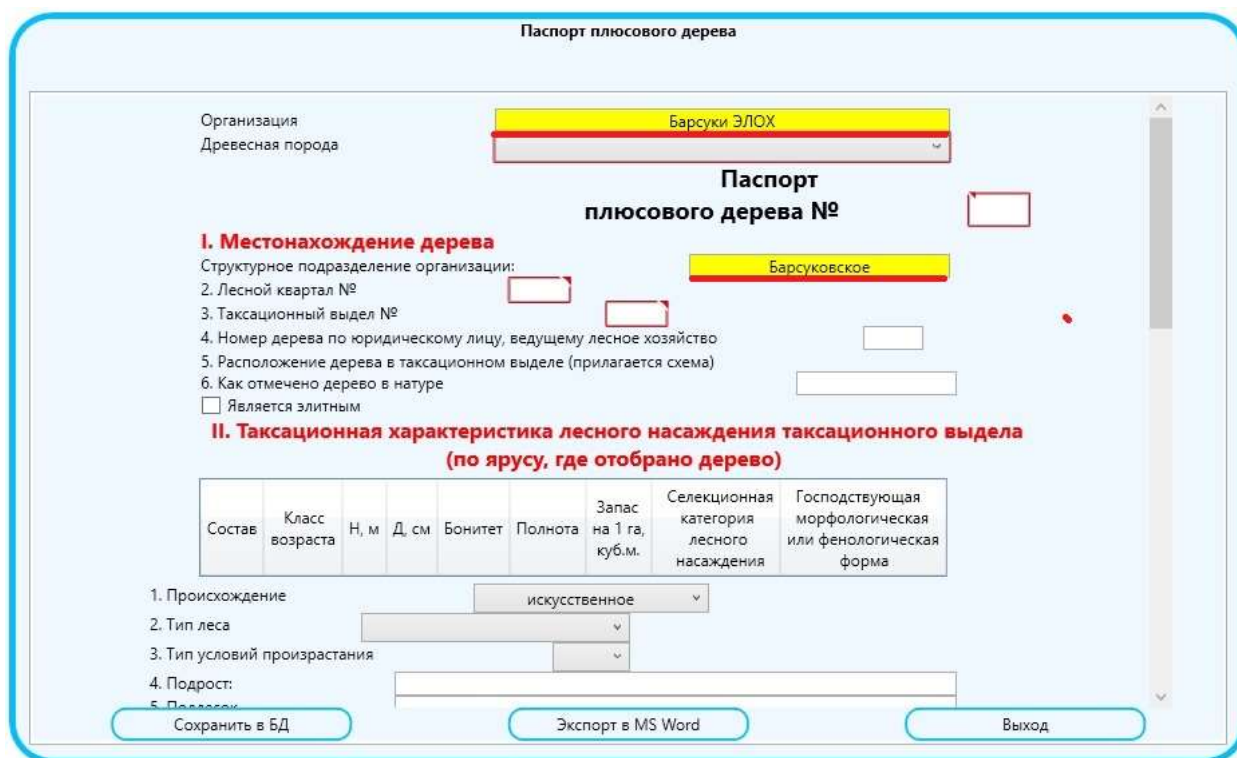 Паспорт плюсового дерева
Организация Барсуки ЭЛОХ
Древесная порода
Паспорт
плюсового дерева №
I. Местонахождение дерева
Структурное подразделение организации: Барсуковское
2. Лесной квартал №
3. Таксационный выдел №
4. Номер дерева по юридическому лицу, ведущему лесное хозяйство
5. Расположение дерева в таксационном выделе (прилагается схема)
6. Как отмечено дерево в натуре
Является элитным
II. Таксационная характеристика лесного насаждения таксационного выдела
(по ярусу, где отобрано дерево)
Состав
Класс
возраста
Н, м
Д, см
Бонитет
Полнота
Запас
на 1 га,
куб.м.
Селекционная
категория
лесного
насаждения
Господствующая
морфологическая
или фенологическая
форма
1. Происхождение искусственное
2. Тип леса
3. Тип условий произрастания
4. Подрост:
5. Подлесок
Сохранить в БД Экспорт в MS Word Выход